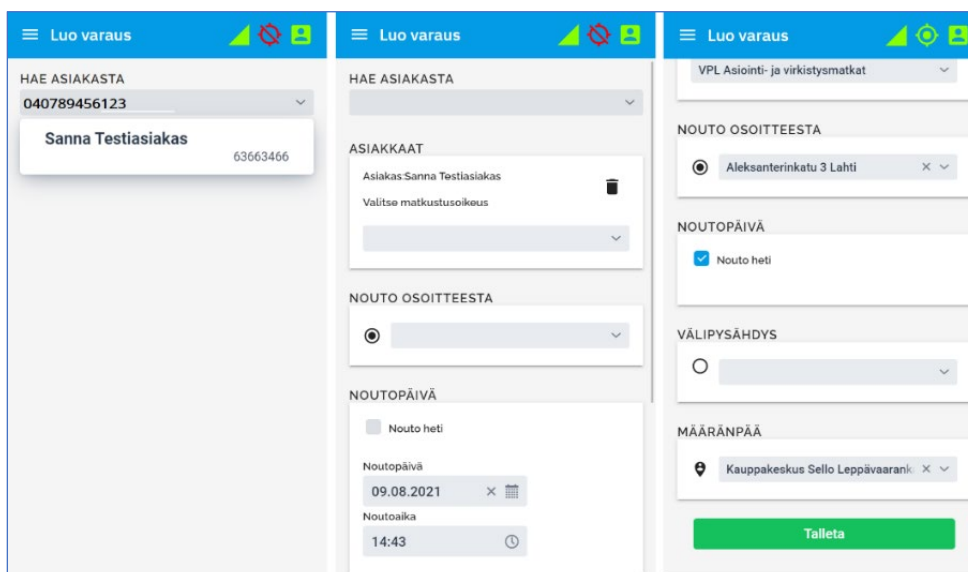 Luo varaus
HAE ASIAKASTA
040789456123
Sanna Testiasiakas
63663466
Luo varaus
HAE ASIAKASTA
ASIAKKAAT
Asiakas:Sanna Testiasiakas
Valitse matkustusoikeus
NOUTO OSOITTEESTA
NOUTOPÄIVÄ
Nouto heti
Noutopäivä
09.08.2021
Noutoaika
14:43
Luo varaus
VPL Asiointi- ja virkistysmatkat
NOUTO OSOITTEESTA
Aleksanterinkatu 3 Lahti
NOUTOPÄIVÄ
Nouto heti
VÄLIPYSÄHDYS
MÄÄRÄNPÄÄ
Kauppakeskus Sello Leppävaarank
Talleta